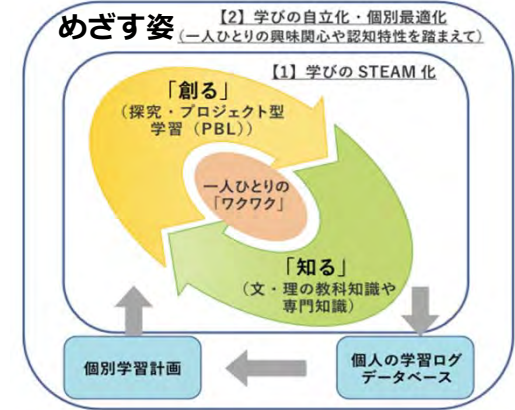 めざす姿
【2】学びの自立化・個別最適化
(一人ひとりの興味関心や認知特性を踏まえて)
【1】学びの STEAM 化
「創る」
(探究・プロジェクト型
学習（PBL）)
一人ひとりの
「ワクワク」
「知る」
(文・理の教科知識や
専門知識)
個別学習計画
個人の学習ログ
データベース